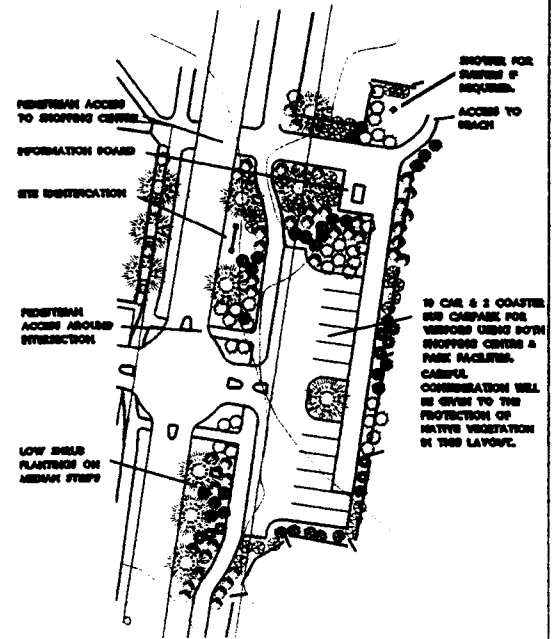 SHOWER FOR
SURFERS IF
REQUIRED.
PEDESTRIAN ACCESS
TO SHOPPING CENTRE
ACCESS TO
BEACH
INFORMATION BOARD
SITE IDENTIFICATION
PEDESTRIAN
ACCESS AROUND
INTERSECTION
19 CAR & 2 COASTER
BUS CARPARK FOR
VISITORS USING BOTH
SHOPPING CENTRE &
PARK FACILITIES.
CAREFUL
CONSIDERATION WILL
BE GIVEN TO THE
PROTECTION OF
NATIVE VEGETATION
IN THIS LAYOUT.
LOW SHRUB
PLANTINGS ON
MEDIAN STRIPS